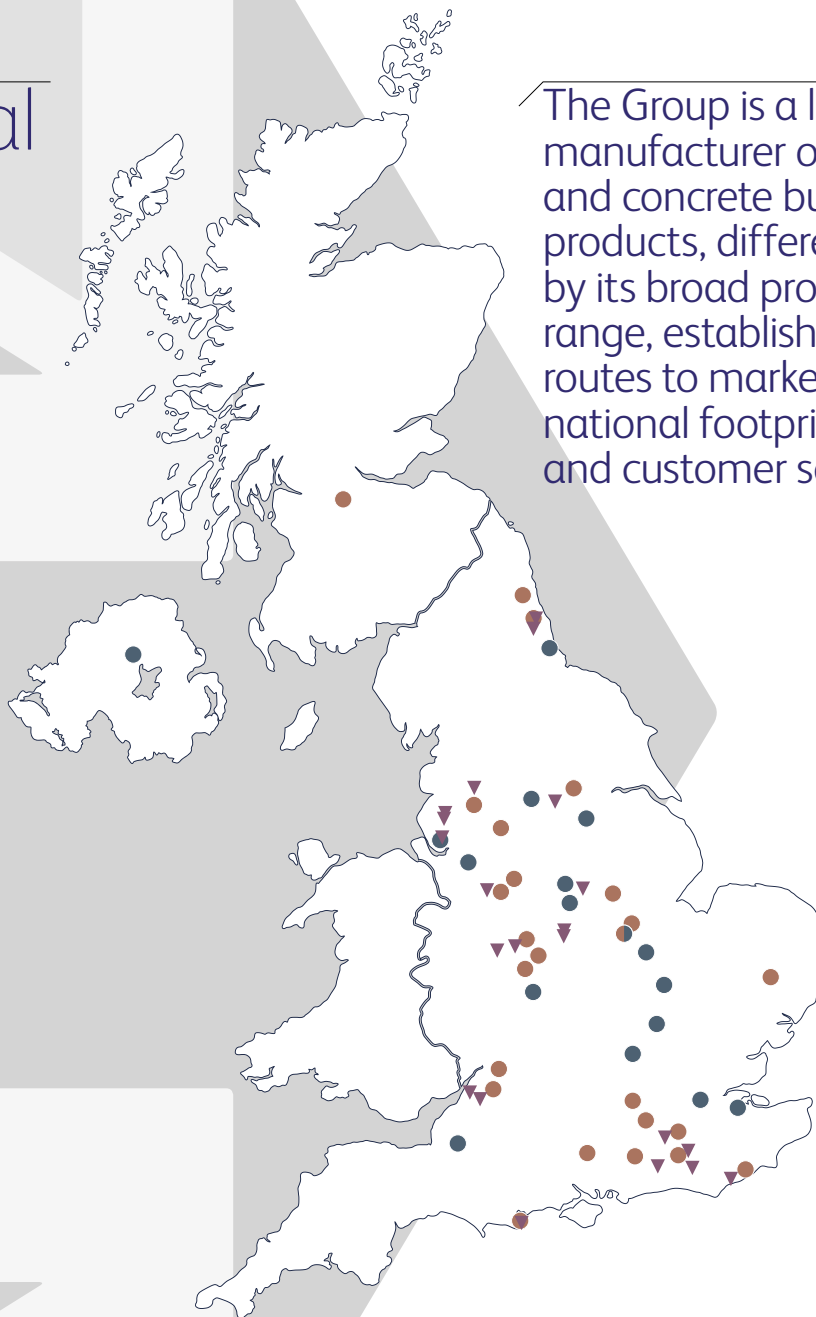 al
The Group is a l
manufacturer o
and concrete bu
products, differe
by its broad pro
range, establish
routes to marke
national footpri
and customer se